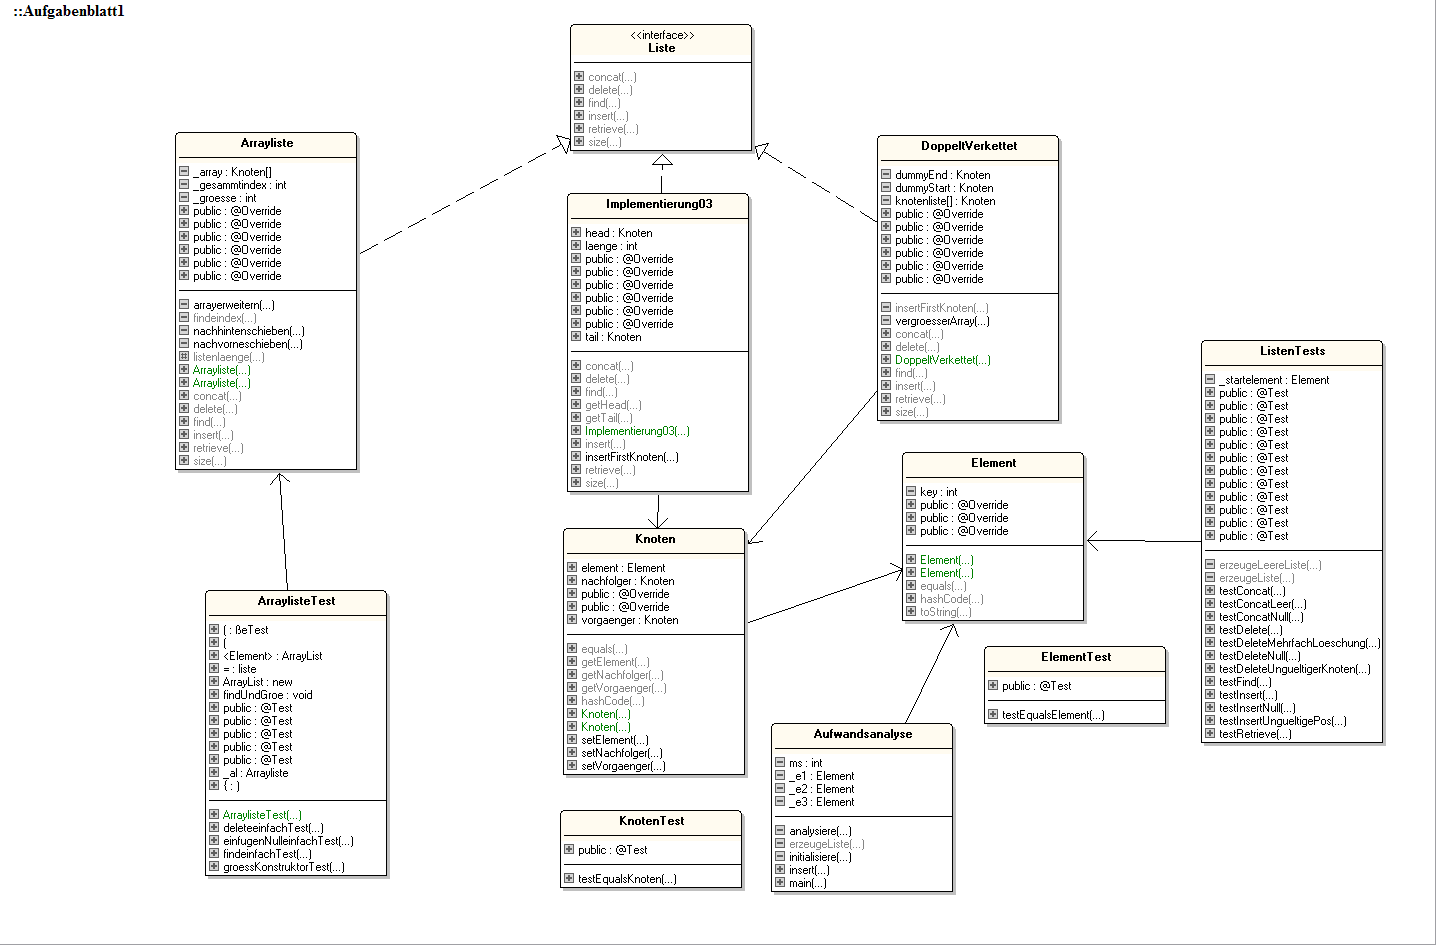 ::Aufgabenblatt1
<<interface>>
Liste
concat(...)
delete(...)
find(...)
insert(...)
retrieve(...)
size(...)
Arrayliste
_array : Knoten[]
_gesammtindex : int
_groesse : int
public : @Override
public : @Override
public : @Override
public : @Override
public : @Override
public : @Override
arrayerweitern(...)
findeindex(...)
nachhintenschieben(...)
nachvorneschieben(...)
listenlaenge(...)
Arrayliste(...)
Arrayliste(...)
concat(...)
delete(...)
find(...)
insert(...)
retrieve(...)
size(...)
Implementierung03
head : Knoten
laenge : int
public : @Override
public : @Override
public : @Override
public : @Override
public : @Override
public : @Override
tail : Knoten
concat(...)
delete(...)
find(...)
getHead(...)
getTail(...)
Implementierung03(...)
insert(...)
insertFirstKnoten(...)
retrieve(...)
size(...)
DoppeltVerkettet
dummyEnd : Knoten
dummyStart : Knoten
knotenliste[] : Knoten
public : @Override
public : @Override
public : @Override
public : @Override
public : @Override
public : @Override
insertFirstKnoten(...)
vergroesserArray(...)
concat(...)
delete(...)
DoppeltVerkettet(...)
find(...)
insert(...)
retrieve(...)
size(...)
ListenTests
_startelement : Element
public : @Test
public : @Test
public : @Test
public : @Test
public : @Test
public : @Test
public : @Test
public : @Test
public : @Test
public : @Test
public : @Test
public : @Test
erzeugeLeereListe(...)
erzeugeListe(...)
testConcat(...)
testConcatLeer(...)
testConcatNull(...)
testDelete(...)
testDeleteMehrfachLoeschung(...)
testDeleteNull(...)
testDeleteUngueltigerKnoten(...)
testFind(...)
testInsert(...)
testInsertNull(...)
testInsertUngueltigePos(...)
testRetrieve(...)
Element
key : int
public : @Override
public : @Override
public : @Override
Element(...)
Element(...)
equals(...)
hashCode(...)
toString(...)
Knoten
element : Element
nachfolger : Knoten
public : @Override
public : @Override
vorgaenger : Knoten
equals(...)
getElement(...)
getNachfolger(...)
getVorgaenger(...)
hashCode(...)
Knoten(...)
Knoten(...)
setElement(...)
setNachfolger(...)
setVorgaenger(...)
ArraylisteTest
( : ßeTest
(
<Element> : ArrayList
= : liste
ArrayList : new
findUndGroe : void
public : @Test
public : @Test
public : @Test
public : @Test
public : @Test
_al : Arrayliste
{ : )
ArraylisteTest(...)
deleteeinfachTest(...)
einfugenNulleinfachTest(...)
findeinfachTest(...)
groessKonstruktorTest(...)
ElementTest
public : @Test
testEqualsElement(...)
Aufwandsanalyse
ms : int
_e1 : Element
_e2 : Element
_e3 : Element
analysiere(...)
erzeugeListe(...)
initialisiere(...)
insert(...)
main(...)
KnotenTest
public : @Test
testEqualsKnoten(...)